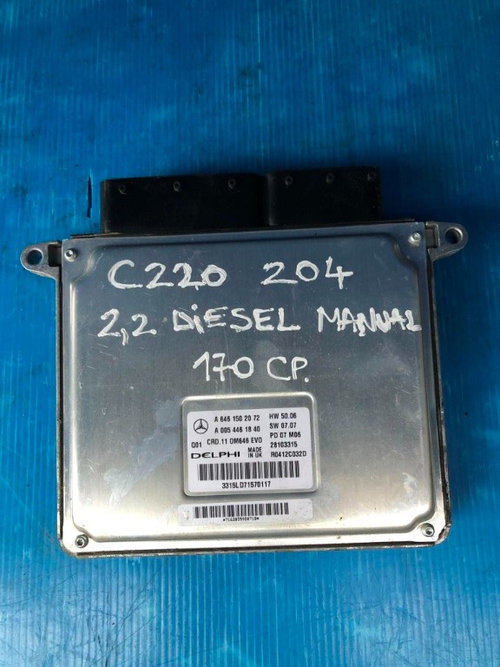 C220 204
2,2 DiESEL MANUAL
170 CP.
A 646 150 20 72 HW 50.06
A 005 446 18 40 SW 07.07
Q01 CRD.11 OM646 EVO PD 07 M06
DELPHI MADE IN UK 28103315
R0412C032D
3315LD71570117